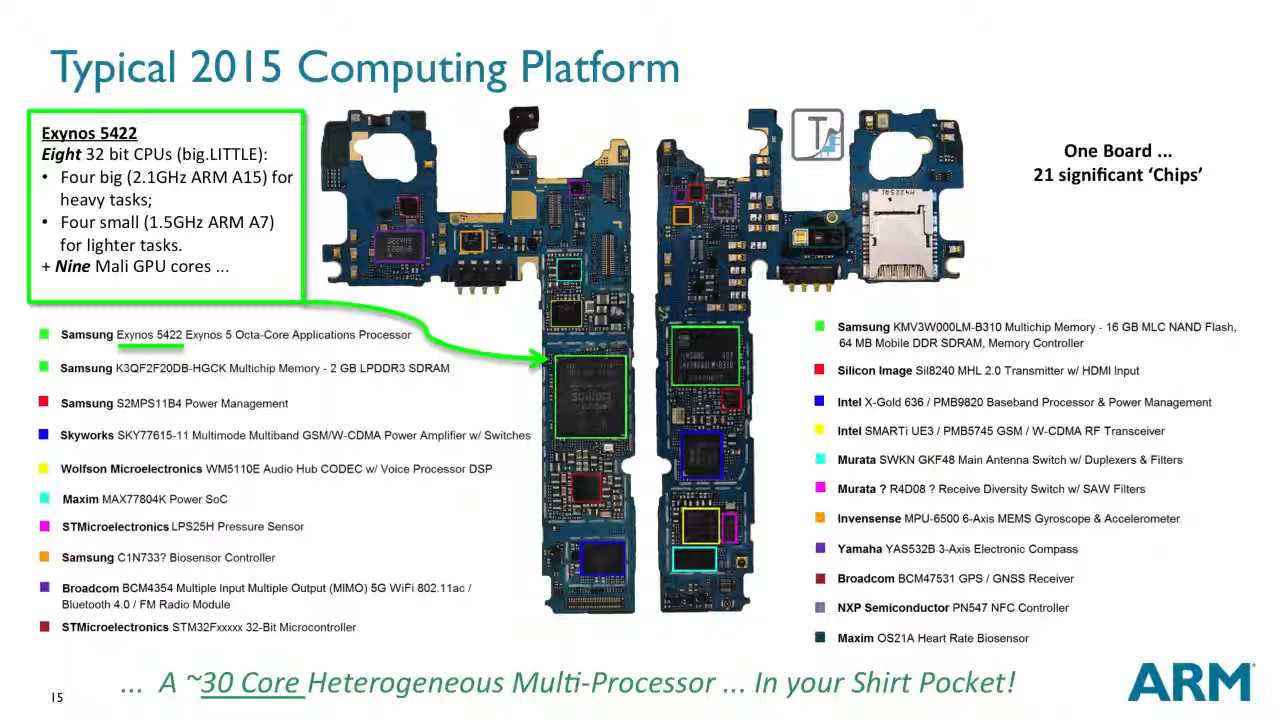 Typical 2015 Computing Platform
Exynos 5422
Eight 32 bit CPUs (big.LITTLE):
• Four big (2.1GHz ARM A15) for
heavy tasks;
• Four small (1.5GHz ARM A7)
for lighter tasks.
+ Nine Mali GPU cores ...
One Board ...
21 significant ‘Chips’
Samsung Exynos 5422 Exynos 5 Octa-Core Applications Processor
Samsung K3QF2F20DB-HGCK Multichip Memory - 2 GB LPDDR3 SDRAM
Samsung S2MPS11B4 Power Management
Skyworks SKY77615-11 Multimode Multiband GSM/W-CDMA Power Amplifier w/ Switches
Wolfson Microelectronics WM5110E Audio Hub CODEC w/ Voice Processor DSP
Maxim MAX77804K Power SoC
STMicroelectronics LPS25H Pressure Sensor
Samsung C1N733? Biosensor Controller
Broadcom BCM4354 Multiple Input Multiple Output (MIMO) 5G WiFi 802.11ac /
Bluetooth 4.0 / FM Radio Module
STMicroelectronics STM32Fxxxxx 32-Bit Microcontroller
Samsung KMV3W000LM-B310 Multichip Memory - 16 GB MLC NAND Flash,
64 MB Mobile DDR SDRAM, Memory Controller
Silicon Image SiI8240 MHL 2.0 Transmitter w/ HDMI Input
Intel X-Gold 636 / PMB9820 Baseband Processor & Power Management
Intel SMARTi UE3 / PMB5745 GSM / W-CDMA RF Transceiver
Murata SWKN GKF48 Main Antenna Switch w/ Duplexers & Filters
Murata ? R4D08 ? Receive Diversity Switch w/ SAW Filters
Invensense MPU-6500 6-Axis MEMS Gyroscope & Accelerometer
Yamaha YAS532B 3-Axis Electronic Compass
Broadcom BCM47531 GPS / GNSS Receiver
NXP Semiconductor PN547 NFC Controller
Maxim OS21A Heart Rate Biosensor
... A ~30 Core Heterogeneous Multi-Processor ... In your Shirt Pocket!
15
ARM